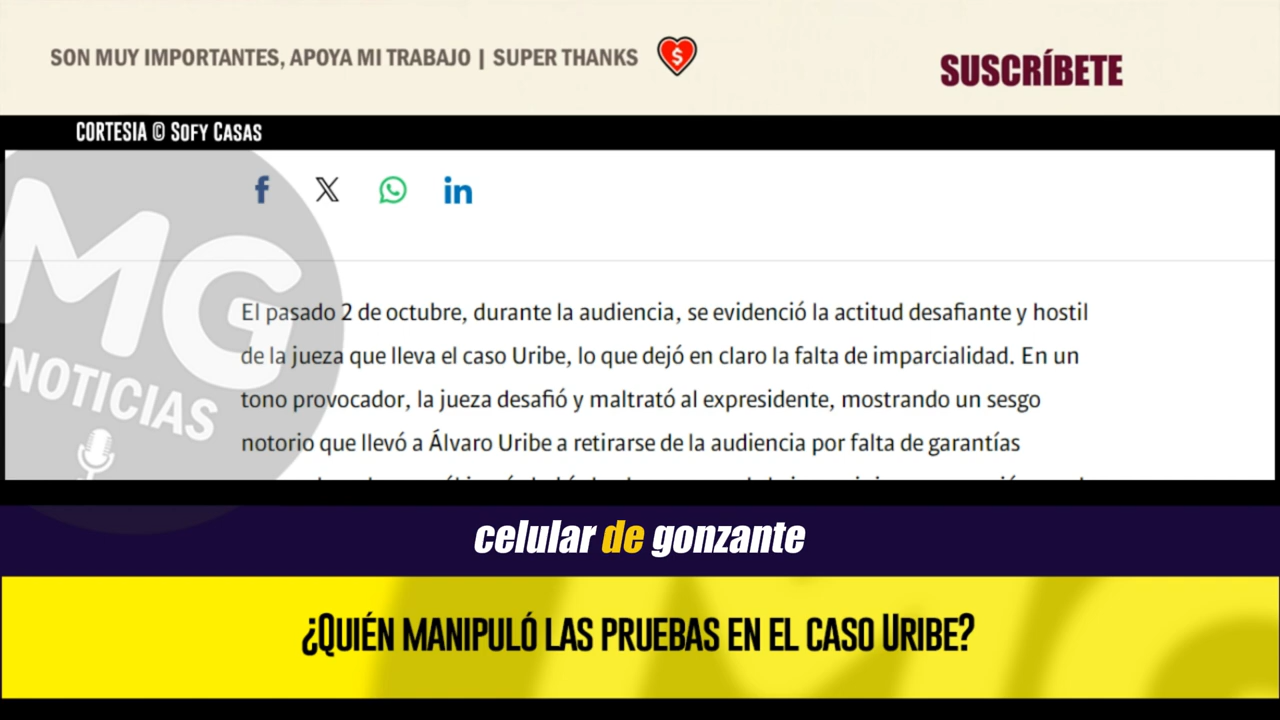 SON MUY IMPORTANTES, APOYA MI TRABAJO | SUPER THANKS
SUSCRÍBETE
CORTESIA © SOFY CASAS
MG
NOTICIAS
El pasado 2 de octubre, durante la audiencia, se evidenció la actitud desafiante y hostil
de la jueza que lleva el caso Uribe, lo que dejó en claro la falta de imparcialidad. En un
tono provocador, la jueza desafió y maltrató al expresidente, mostrando un sesgo
notorio que llevó a Álvaro Uribe a retirarse de la audiencia por falta de garantías
celular de gonzante
¿QUIÉN MANIPULÓ LAS PRUEBAS EN EL CASO URIBE?